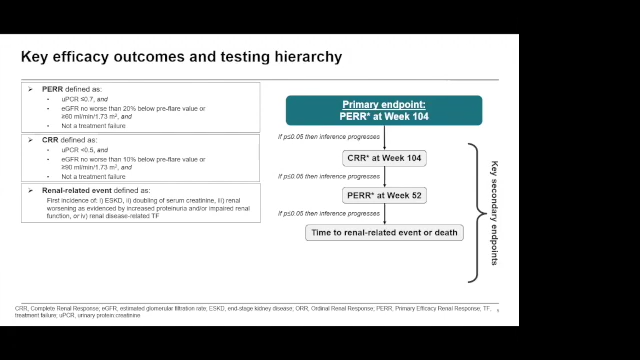 Key efficacy outcomes and testing hierarchy
PERR defined as:
uPCR ≤0.7, and
eGFR no worse than 20% below pre-flare value or
≥60 ml/min/1.73 m², and
Not a treatment failure
CRR defined as:
uPCR <0.5, and
eGFR no worse than 10% below pre-flare value or
≥90 ml/min/1.73 m², and
Not a treatment failure
Renal-related event defined as:
First incidence of: i) ESKD, ii) doubling of serum creatinine, iii) renal
worsening as evidenced by increased proteinuria and/or impaired renal
function, or iv) renal disease-related TF
Primary endpoint:
PERR* at Week 104
If p≤0.05 then inference progresses
CRR* at Week 104
If p≤0.05 then inference progresses
PERR* at Week 52
If p≤0.05 then inference progresses
Time to renal-related event or death
Key secondary endpoints
CRR, Complete Renal Response; eGFR; estimated glomerular filtration rate; ESKD, end-stage kidney disease, ORR, Ordinal Renal Response; PERR, Primary Efficacy Renal Response, TF,
treatment failure; uPCR, urinary protein:creatinine.